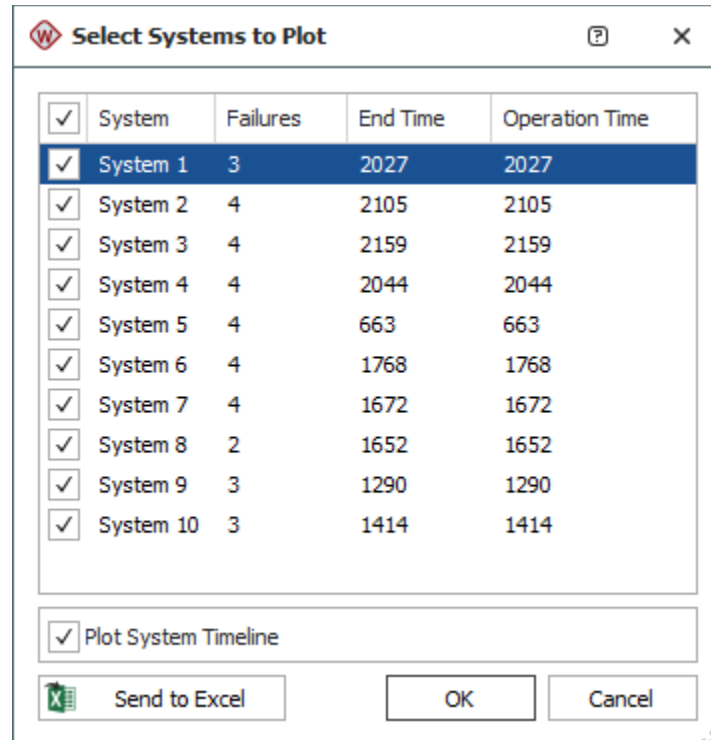 W Select Systems to Plot ?
System Failures End Time Operation Time
System 1 3 2027 2027
System 2 4 2105 2105
System 3 4 2159 2159
System 4 4 2044 2044
System 5 4 663 663
System 6 4 1768 1768
System 7 4 1672 1672
System 8 2 1652 1652
System 9 3 1290 1290
System 10 3 1414 1414
Plot System Timeline
Send to Excel OK Cancel